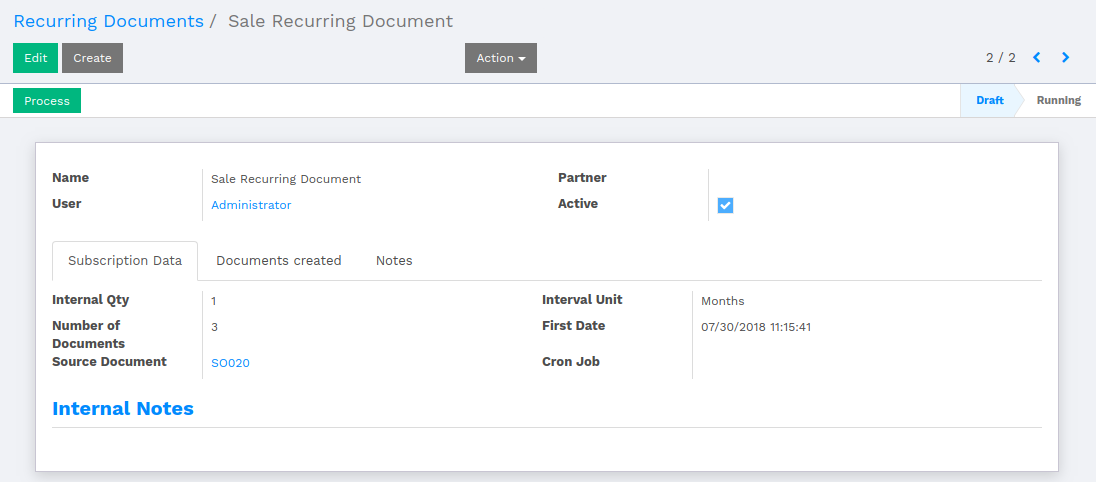 Recurring Documents / Sale Recurring Document
Edit Create Action 2 / 2
Process Draft Running
Name Sale Recurring Document Partner
User Administrator Active
Subscription Data Documents created Notes
Internal Qty 1 Interval Unit Months
Number of Documents 3 First Date 07/30/2018 11:15:41
Source Document SO020 Cron Job
Internal Notes